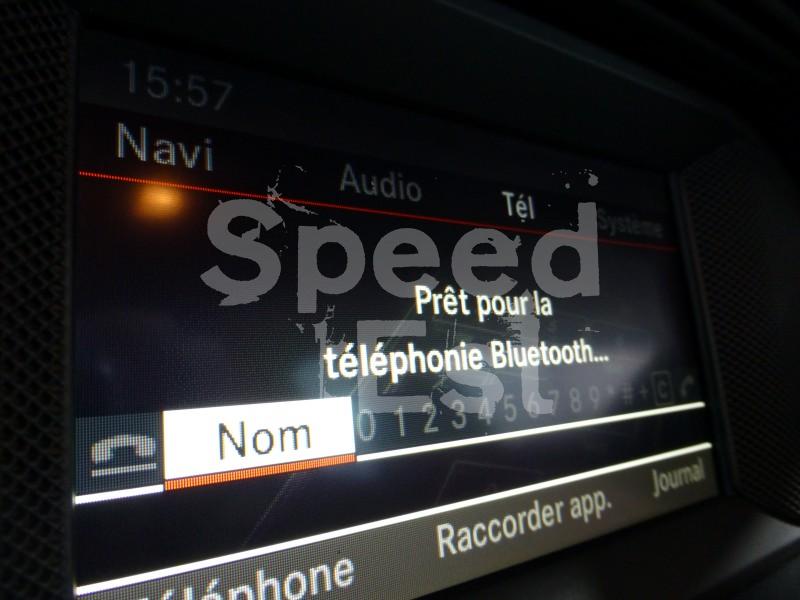 15:57
Navi Audio Tél Système
Speed
Est
Prêt pour la
téléphonie Bluetooth...
Nom 0 1 2 3 4 5 6 7 8 9 * # + C
Téléphone Raccorder app. Journal